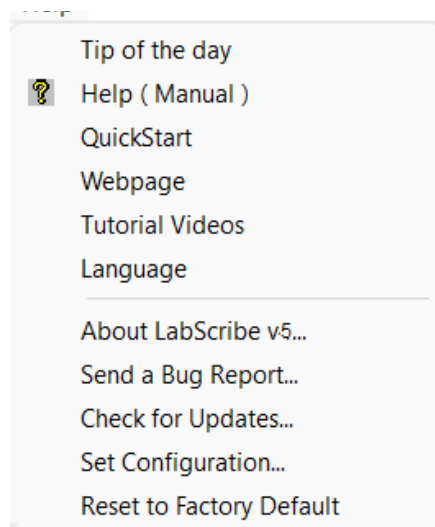 Tip of the day
Help ( Manual )
QuickStart
Webpage
Tutorial Videos
Language
About LabScribe v5...
Send a Bug Report...
Check for Updates...
Set Configuration...
Reset to Factory Default